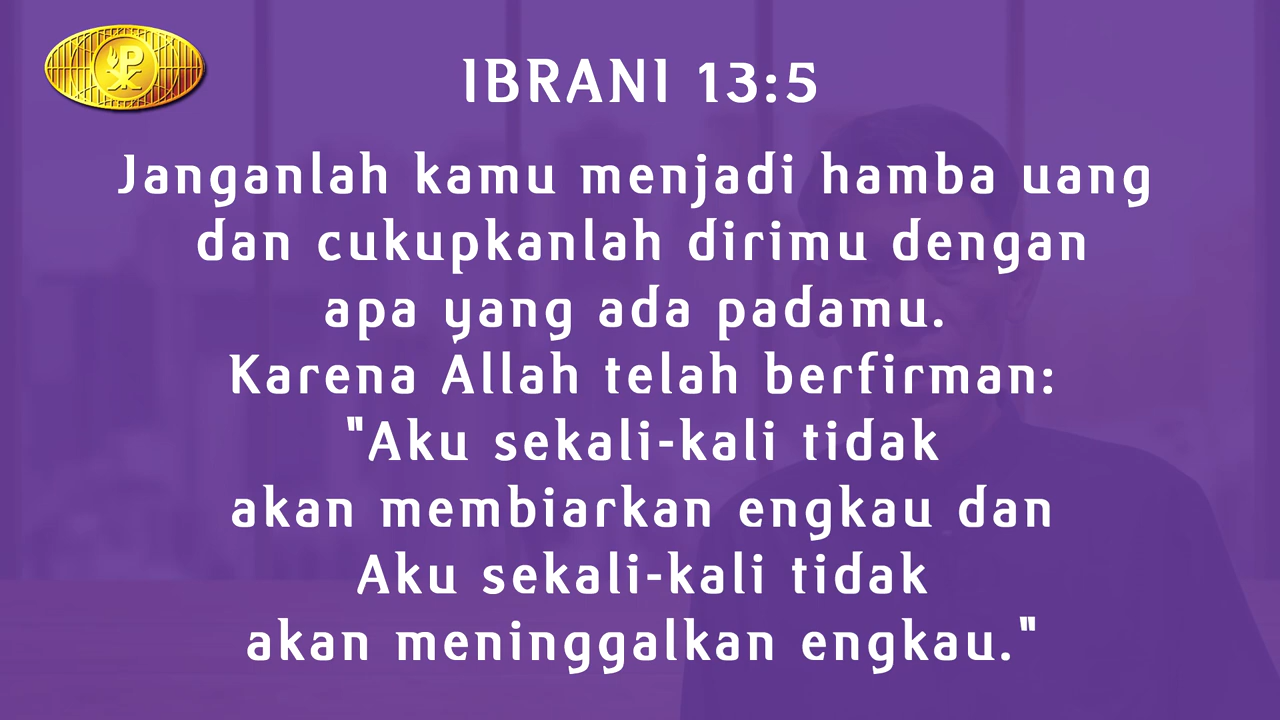 IBRANI 13:5
Janganlah kamu menjadi hamba uang
dan cukupkanlah dirimu dengan
apa yang ada padamu.
Karena Allah telah berfirman:
"Aku sekali-kali tidak
akan membiarkan engkau dan
Aku sekali-kali tidak
akan meninggalkan engkau."